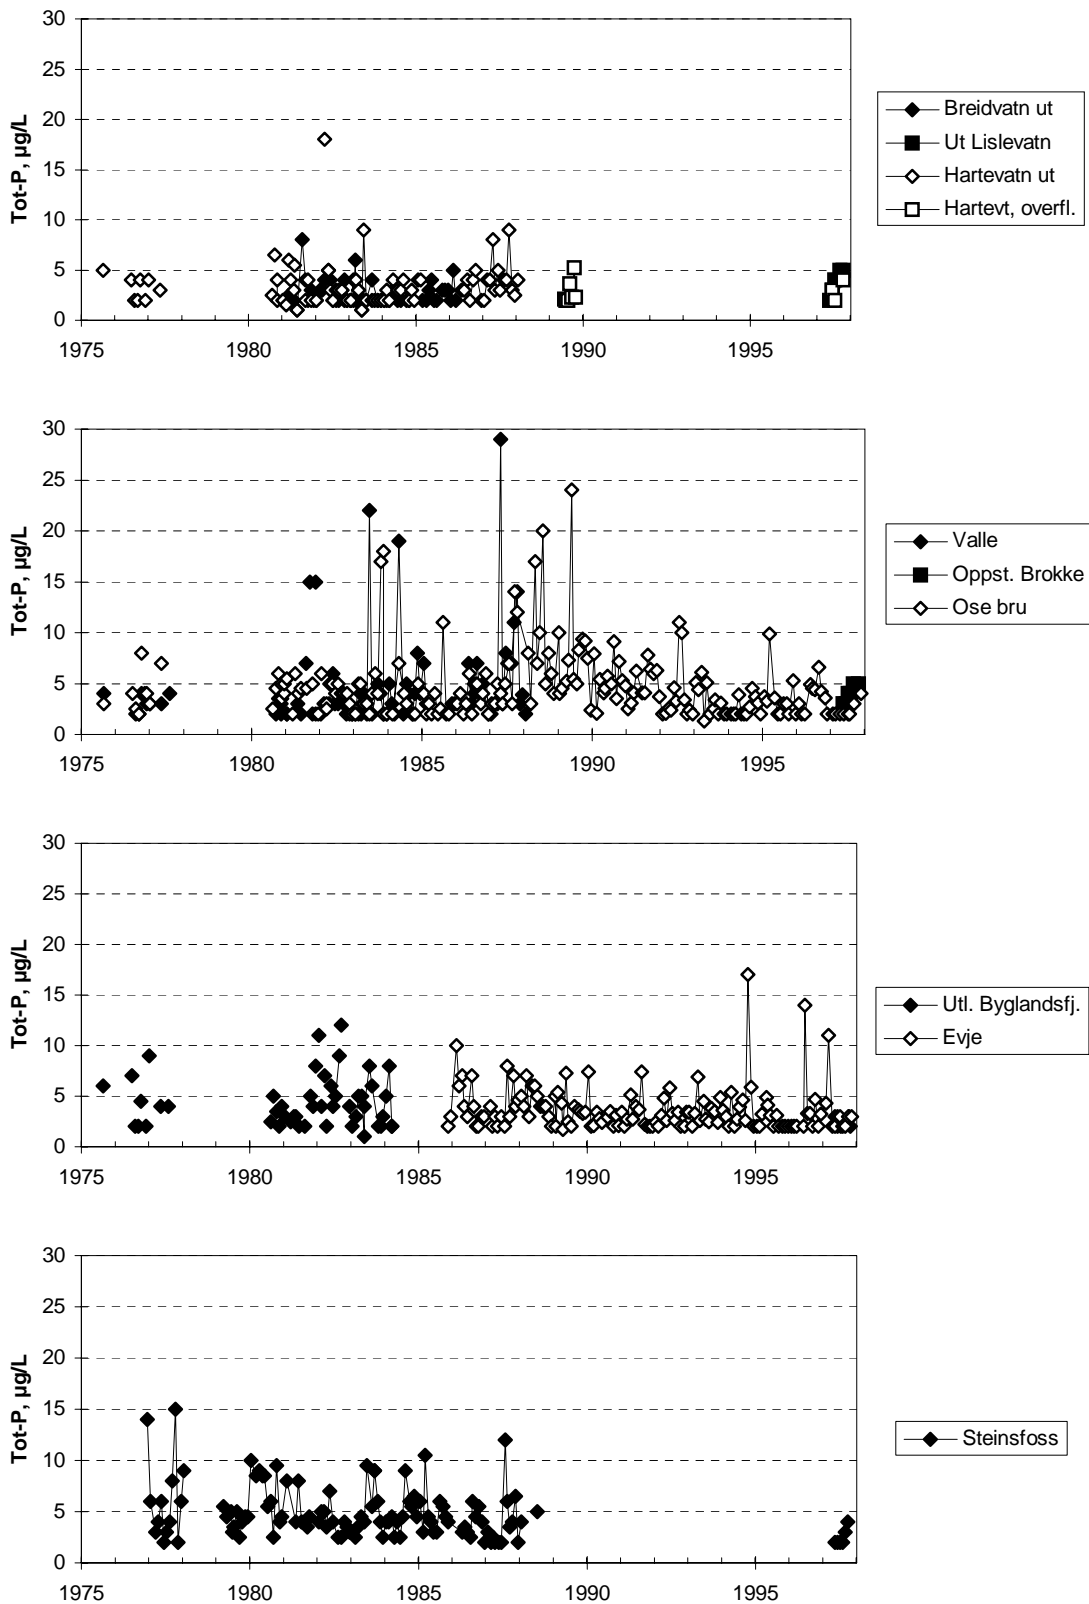 30
25
20
15
10
5
0
Tot-P, µg/L
1975 1980 1985 1990 1995
Breidvatn ut
Ut Lislevatn
Hartevatn ut
Hartevt, overfl.
30
25
20
15
10
5
0
Tot-P, µg/L
1975 1980 1985 1990 1995
Valle
Oppst. Brokke
Ose bru
30
25
20
15
10
5
0
Tot-P, µg/L
1975 1980 1985 1990 1995
Utl. Byglandsfj.
Evje
30
25
20
15
10
5
0
Tot-P, µg/L
1975 1980 1985 1990 1995
Steinsfoss